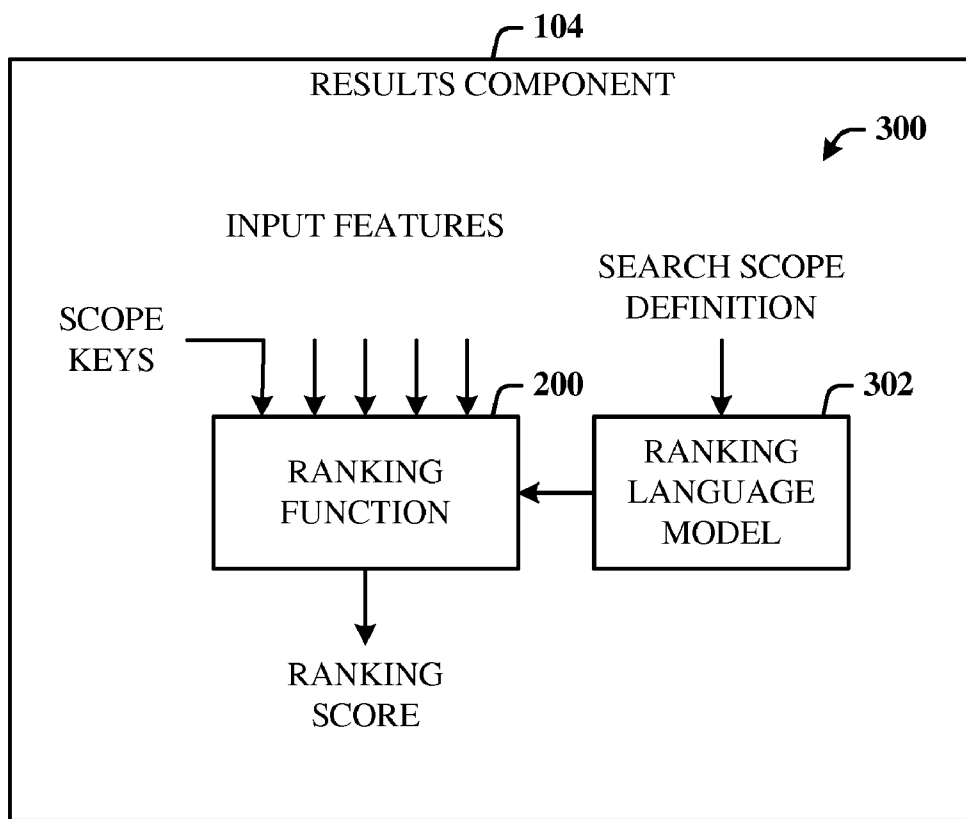 104
RESULTS COMPONENT
300
INPUT FEATURES
SEARCH SCOPE
DEFINITION
SCOPE
KEYS
200
302
RANKING
FUNCTION
RANKING
LANGUAGE
MODEL
RANKING
SCORE